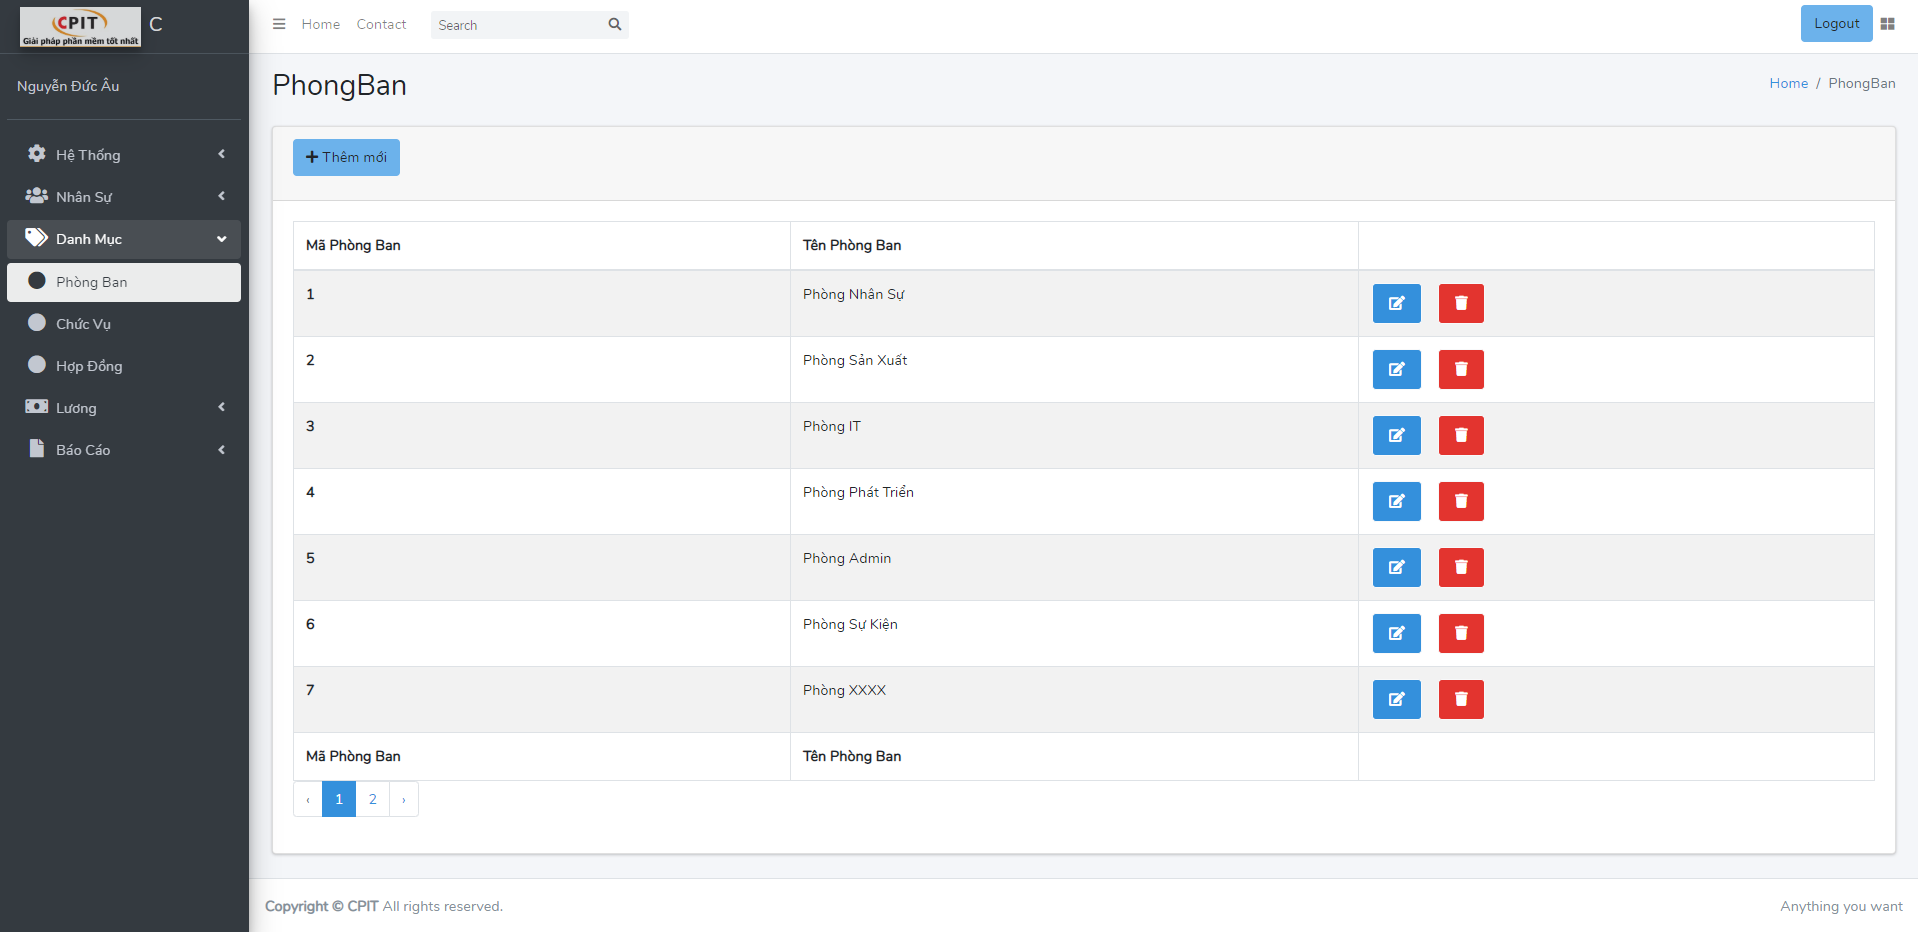 CPIT
Giải pháp phần mềm tốt nhất
C
Home Contact Search Logout
Nguyễn Đức Âu
Hệ Thống
Nhân Sự
Danh Mục
Phòng Ban
Chức Vụ
Hợp Đồng
Lương
Báo Cáo
PhongBan
Home / PhongBan
Thêm mới
Mã Phòng Ban Tên Phòng Ban
1 Phòng Nhân Sự
2 Phòng Sản Xuất
3 Phòng IT
4 Phòng Phát Triển
5 Phòng Admin
6 Phòng Sự Kiện
7 Phòng XXXX
Mã Phòng Ban Tên Phòng Ban
‹ 1 2 ›
Copyright © CPIT All rights reserved.
Anything you want